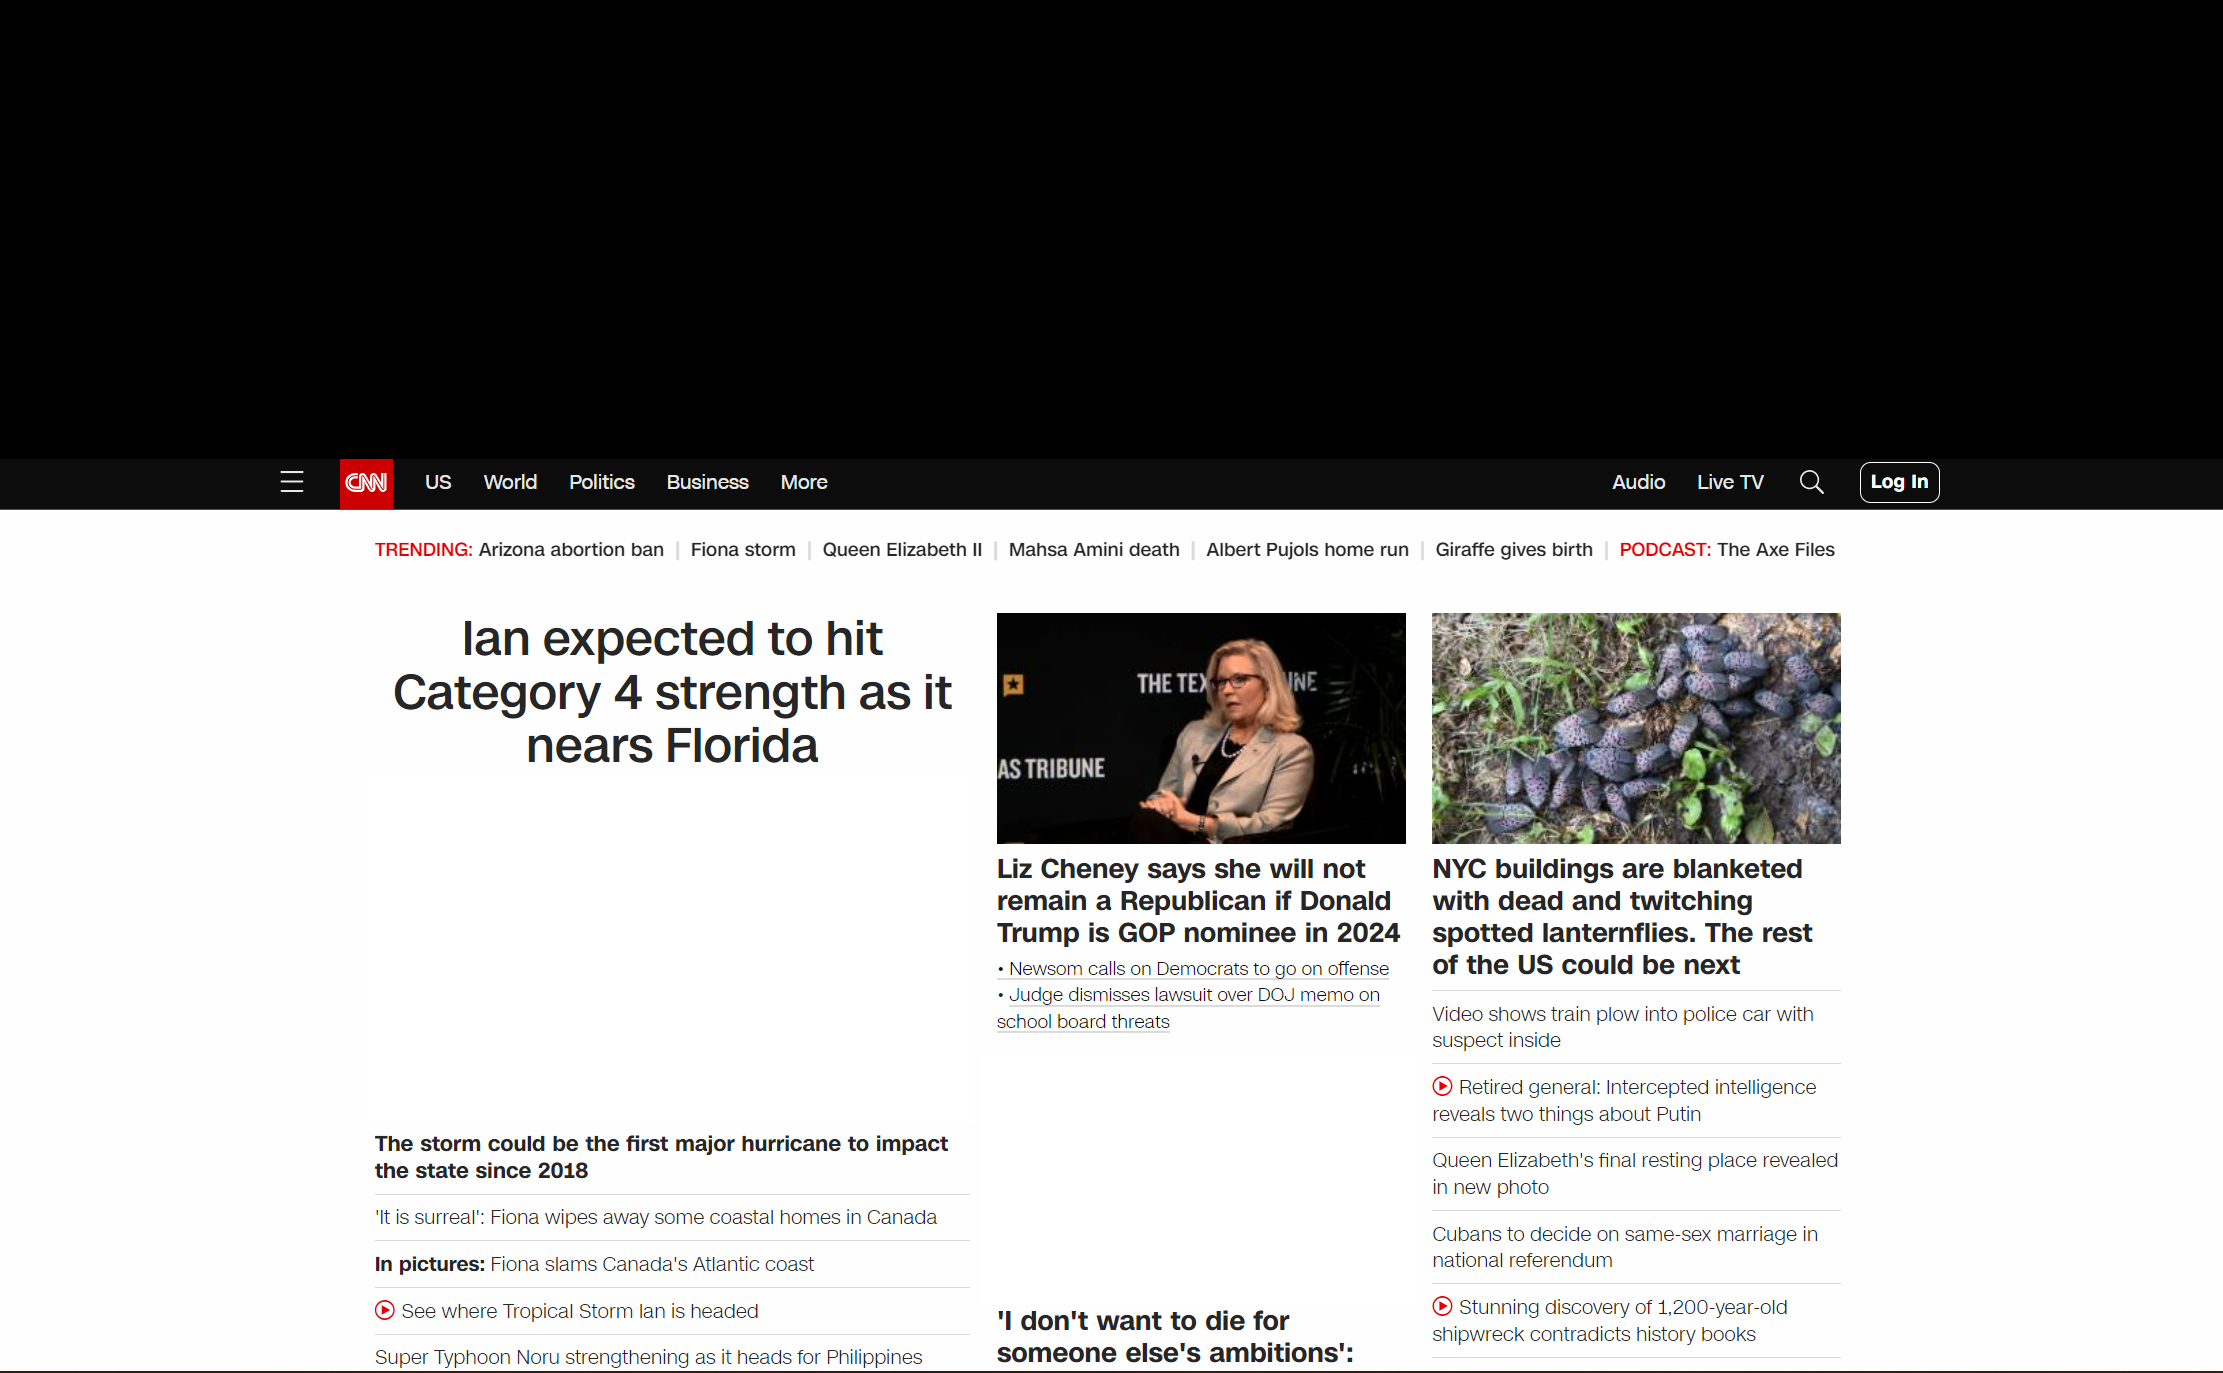 CNN
US World Politics Business More
Audio Live TV Log In
TRENDING: Arizona abortion ban | Fiona storm | Queen Elizabeth II | Mahsa Amini death | Albert Pujols home run | Giraffe gives birth | PODCAST: The Axe Files
Ian expected to hit
Category 4 strength as it
nears Florida
The storm could be the first major hurricane to impact
the state since 2018
'It is surreal': Fiona wipes away some coastal homes in Canada
In pictures: Fiona slams Canada's Atlantic coast
See where Tropical Storm Ian is headed
Super Typhoon Noru strengthening as it heads for Philippines
THE TEX UNE
AS TRIBUNE
Liz Cheney says she will not
remain a Republican if Donald
Trump is GOP nominee in 2024
• Newsom calls on Democrats to go on offense
• Judge dismisses lawsuit over DOJ memo on
school board threats
'I don't want to die for
someone else's ambitions':
NYC buildings are blanketed
with dead and twitching
spotted lanternflies. The rest
of the US could be next
Video shows train plow into police car with
suspect inside
Retired general: Intercepted intelligence
reveals two things about Putin
Queen Elizabeth's final resting place revealed
in new photo
Cubans to decide on same-sex marriage in
national referendum
Stunning discovery of 1,200-year-old
shipwreck contradicts history books